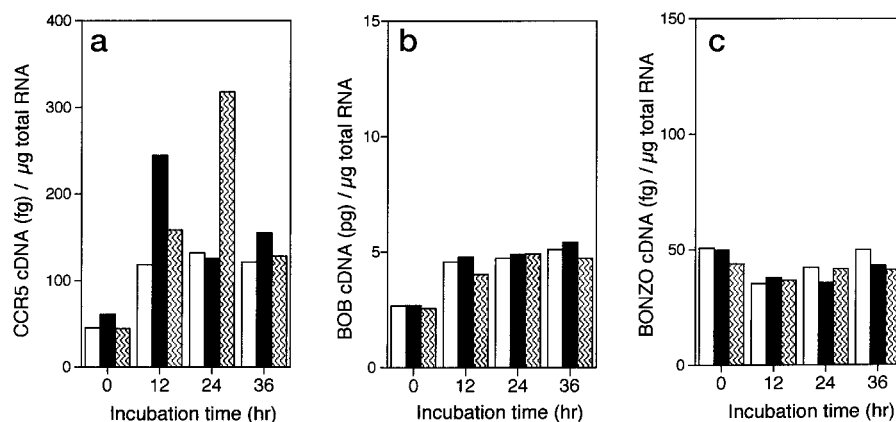 a
CCR5 cDNA (fg) / µg total RNA
400
300
200
100
0
0 12 24 36
Incubation time (hr)
b
BOB cDNA (pg) / µg total RNA
15
10
5
0
0 12 24 36
Incubation time (hr)
c
BONZO cDNA (fg) / µg total RNA
150
100
50
0
0 12 24 36
Incubation time (hr)